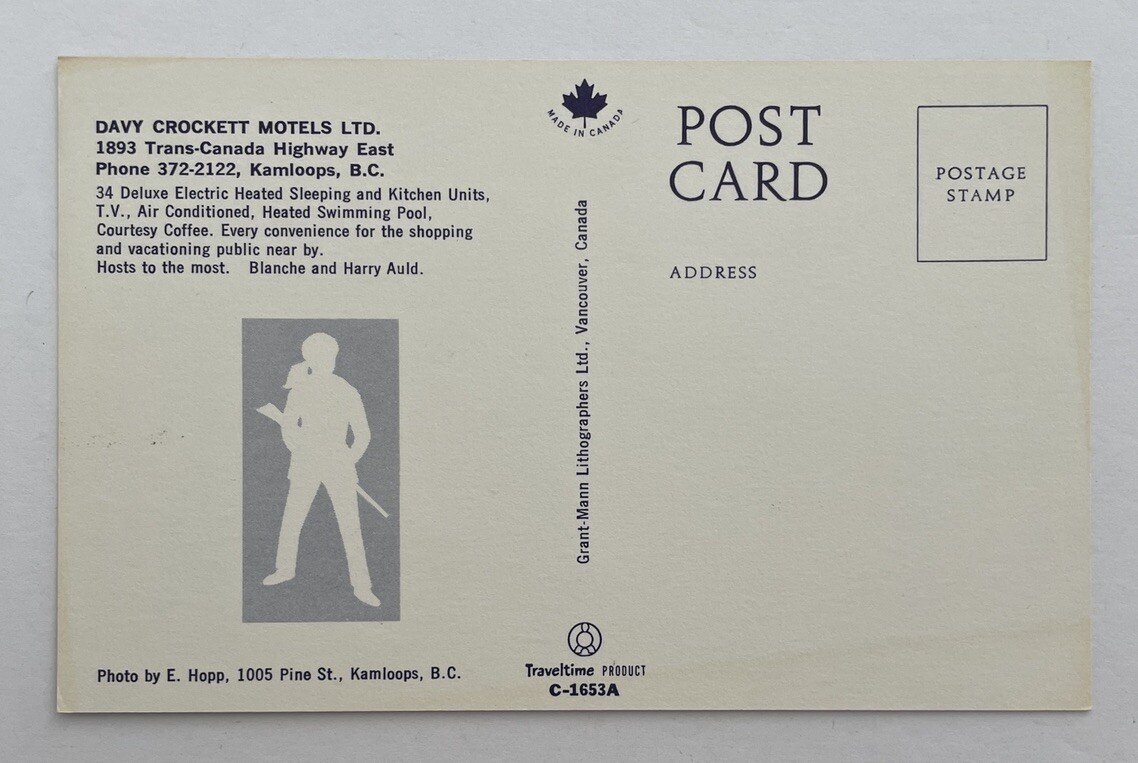 DAVY CROCKETT MOTELS LTD.
1893 Trans-Canada Highway East
Phone 372-2122, Kamloops, B.C.
34 Deluxe Electric Heated Sleeping and Kitchen Units,
T.V., Air Conditioned, Heated Swimming Pool,
Courtesy Coffee. Every convenience for the shopping
and vacationing public near by.
Hosts to the most. Blanche and Harry Auld.
Photo by E. Hopp, 1005 Pine St., Kamloops, B.C.
MADE IN CANADA
Grant-Mann Lithographers Ltd., Vancouver, Canada
Traveltime PRODUCT
C-1653A
POST
CARD
ADDRESS
POSTAGE
STAMP